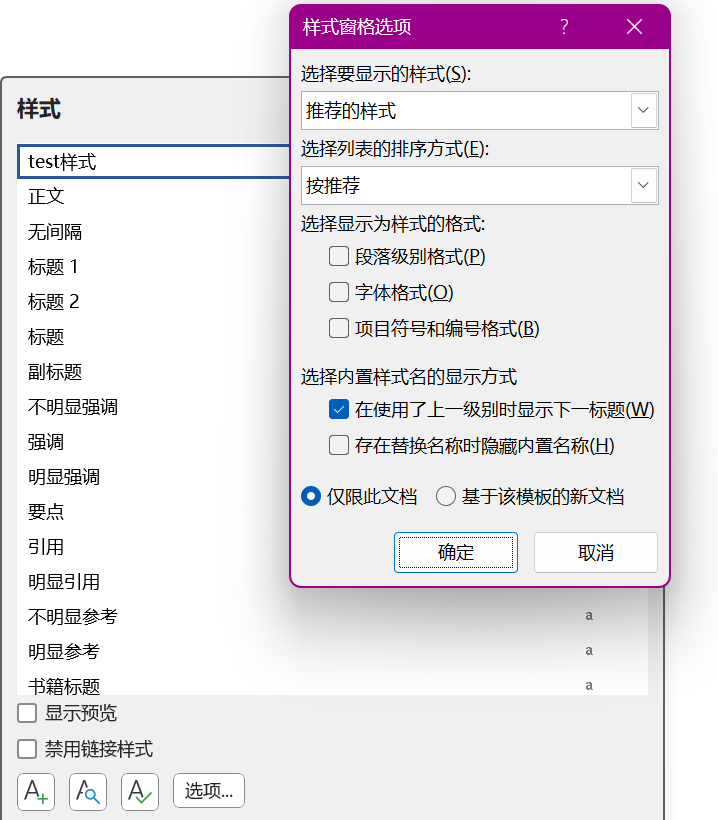 样式窗格选项
选择要显示的样式(S):
推荐的样式
选择列表的排序方式(E):
按推荐
选择显示为样式的格式:
段落级别格式(P)
字体格式(O)
项目符号和编号格式(B)
选择内置样式名的显示方式
在使用了上一级别时显示下一标题(W)
存在替换名称时隐藏内置名称(H)
仅限此文档 基于该模板的新文档
确定 取消
样式
test样式
正文
无间隔
标题 1
标题 2
标题
副标题
不明显强调
强调
明显强调
要点
引用
明显引用
不明显参考 a
明显参考 a
书籍标题 a
显示预览
禁用链接样式
选项...